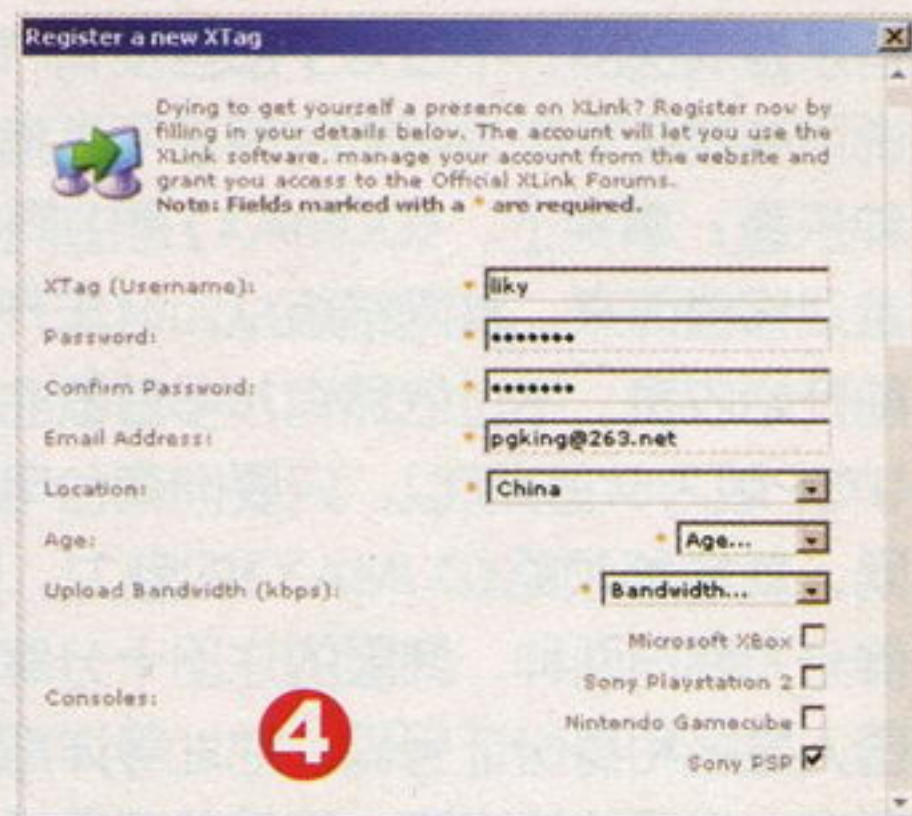 Register a new XTag
Dying to get yourself a presence on XLink? Register now by
filling in your details below. The account will let you use the
XLink software, manage your account from the website and
grant you access to the Official XLink Forums.
Note: Fields marked with a * are required.
XTag (Username): * liky
Password: * •••••••
Confirm Password: * •••••••
Email Address: * pgking@263.net
Location: * China
Age: * Age...
Upload Bandwidth (kbps): * Bandwidth...
Microsoft XBox
Sony Playstation 2
Consoles:
4
Nintendo Gamecube
Sony PSP